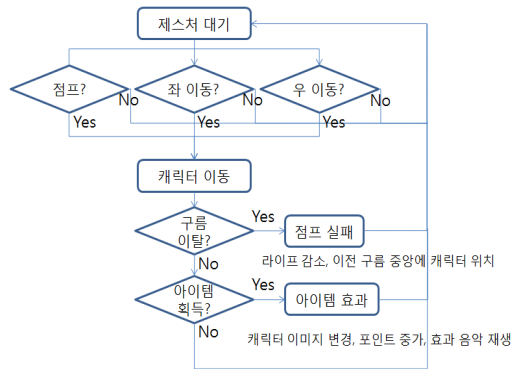 제스처 대기
점프?
좌 이동?
우 이동?
No
No
No
Yes
Yes
Yes
캐릭터 이동
구름
이탈?
Yes
점프 실패
No
라이프 감소, 이전 구름 중앙에 캐릭터 위치
아이템
획득?
Yes
아이템 효과
No
캐릭터 이미지 변경, 포인트 중가, 효과 음악 재생